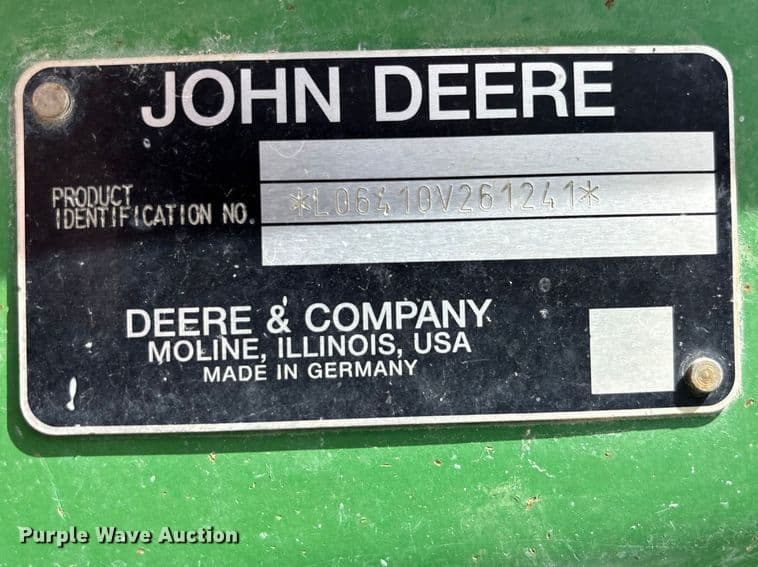 JOHN DEERE
PRODUCT
IDENTIFICATION NO.
*L06410V261241*
DEERE & COMPANY
MOLINE, ILLINOIS, USA
MADE IN GERMANY
Purple Wave Auction